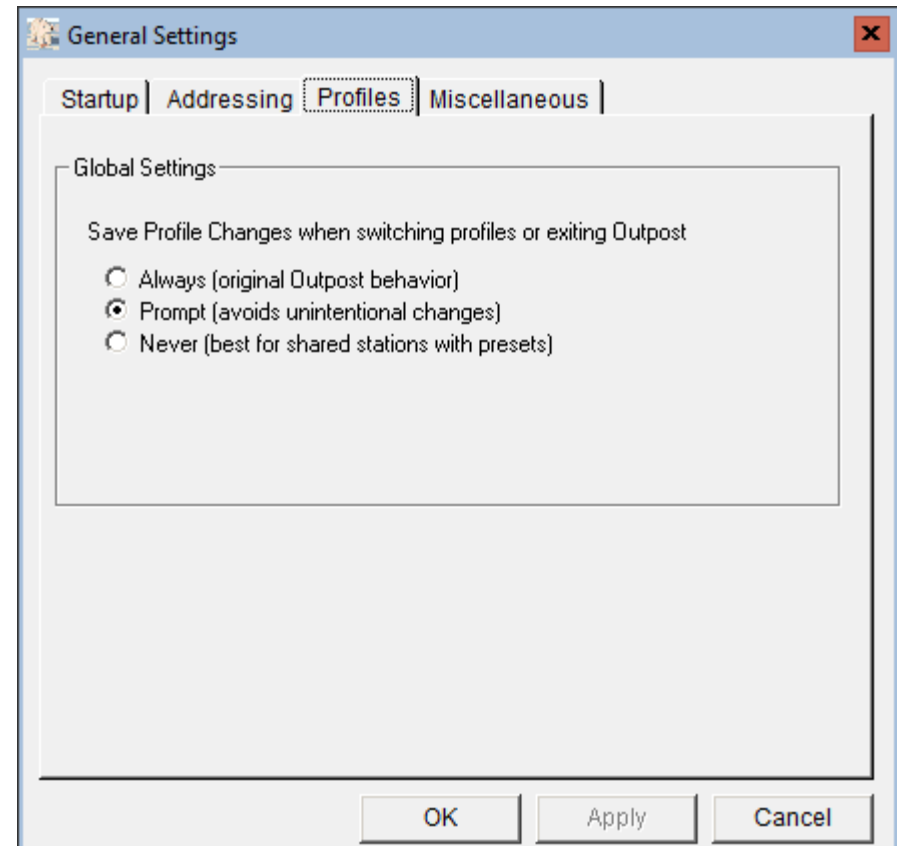 General Settings
Startup Addressing Profiles Miscellaneous
Global Settings
Save Profile Changes when switching profiles or exiting Outpost
Always (original Outpost behavior)
Prompt (avoids unintentional changes)
Never (best for shared stations with presets)
OK Apply Cancel